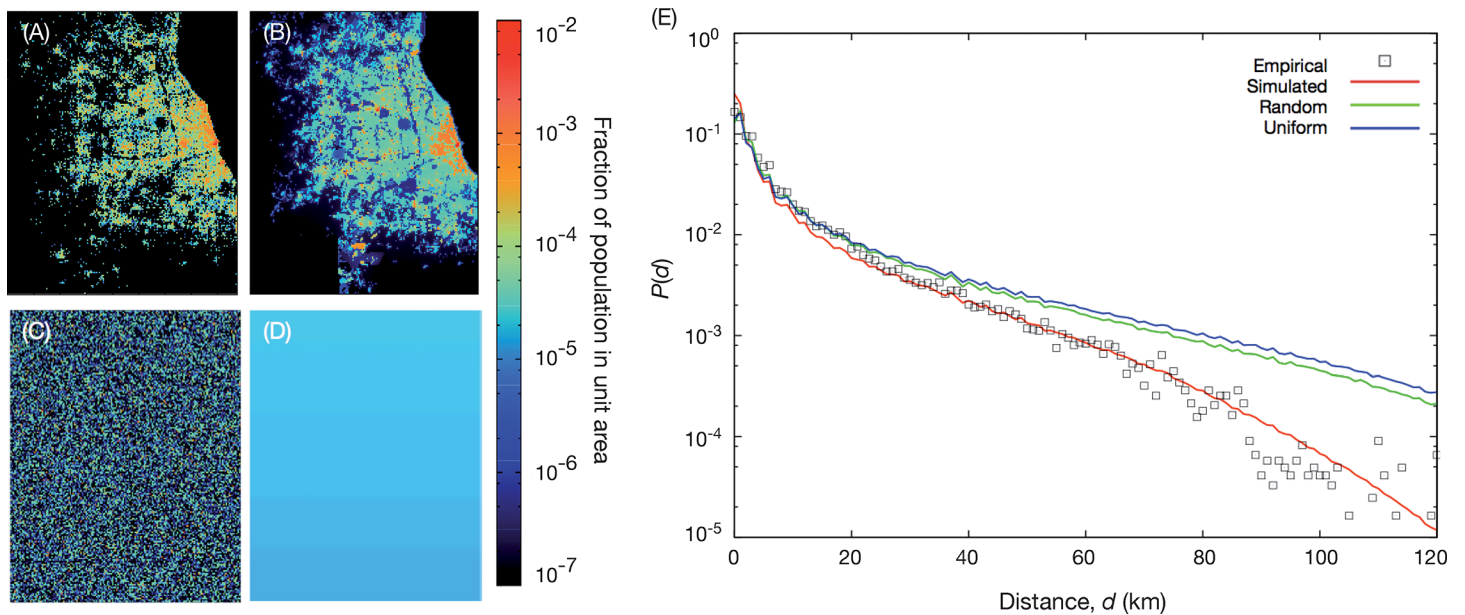 (A)
(B)
(C)
(D)
10^-2
10^-3
10^-4
10^-5
10^-6
10^-7
Fraction of population in unit area
(E)
10^0
10^-1
10^-2
10^-3
10^-4
10^-5
P(d)
Empirical
Simulated
Random
Uniform
0 20 40 60 80 100 120
Distance, d (km)